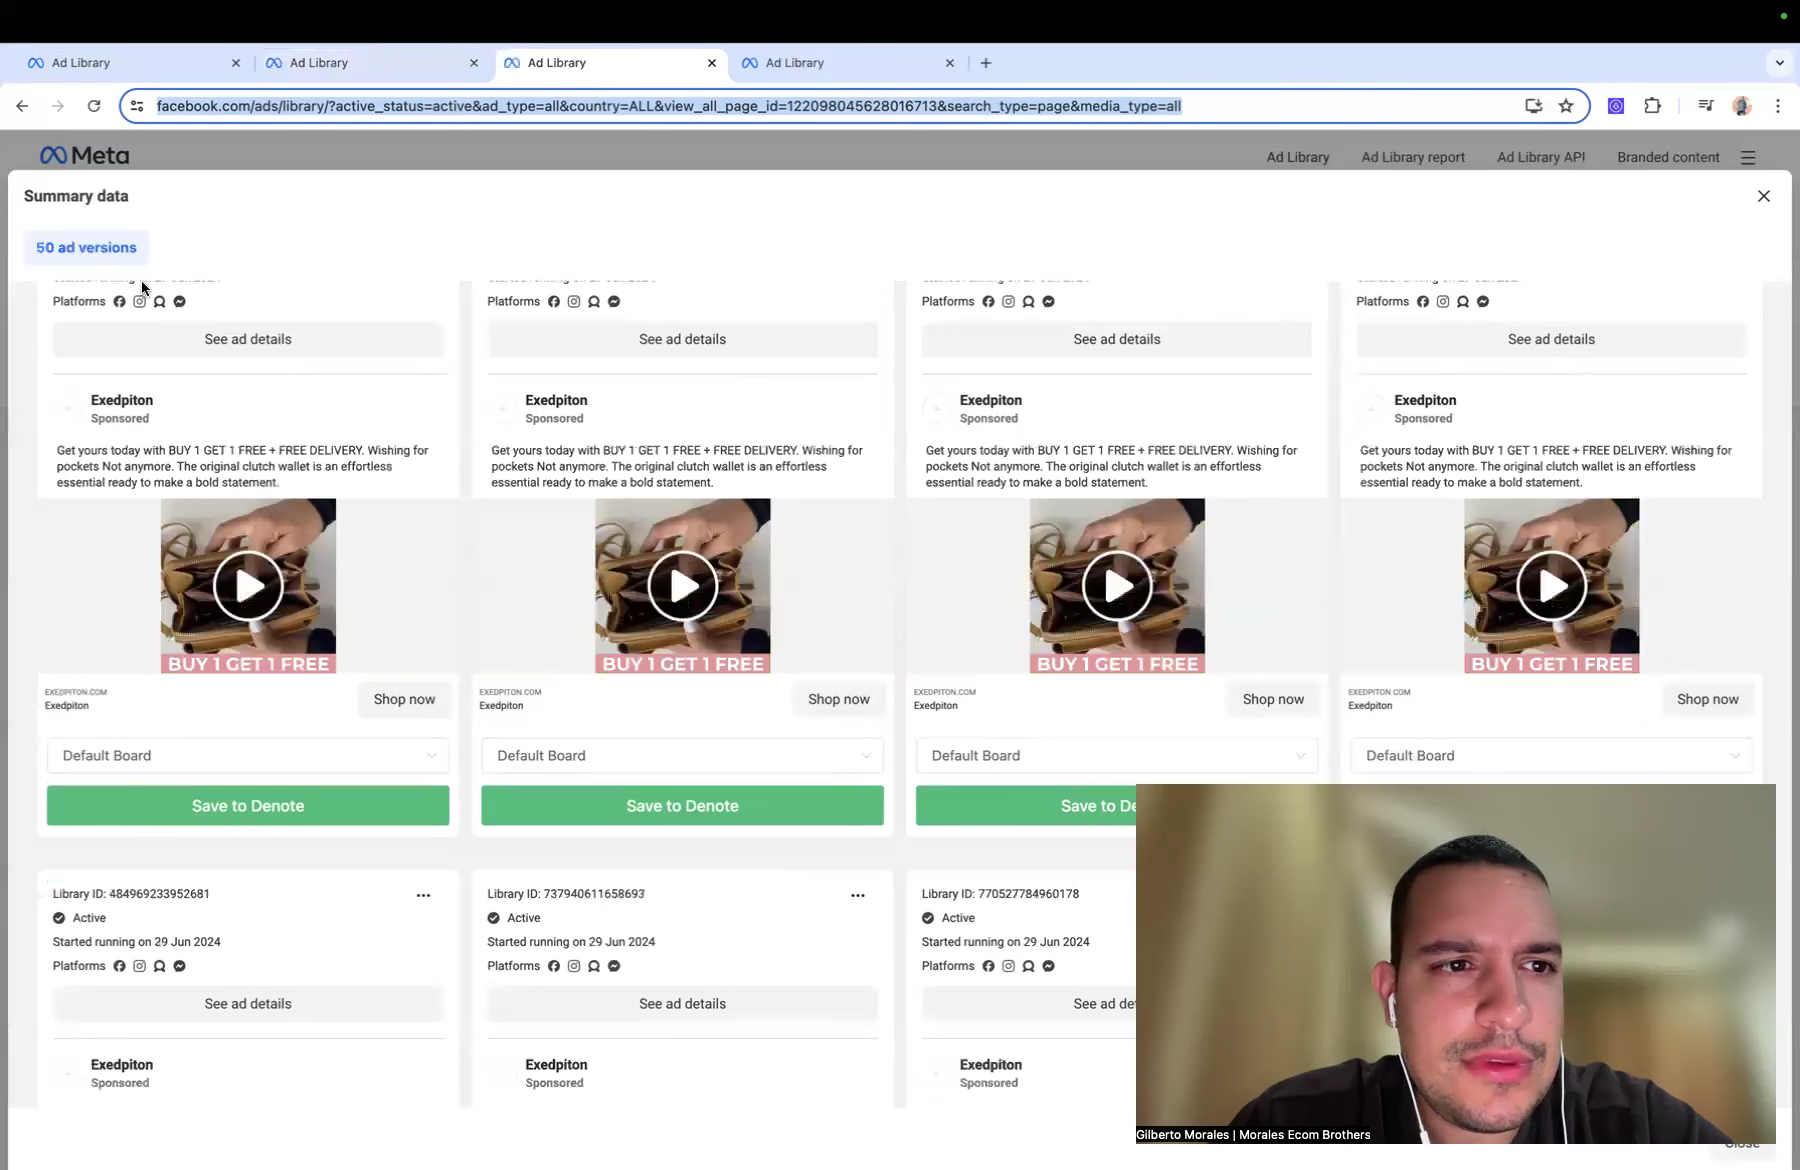 Ad Library
Ad Library
Ad Library
Ad Library
facebook.com/ads/library/?active_status=active&ad_type=all&country=ALL&view_all_page_id=122098045628016713&search_type=page&media_type=all
Meta
Ad Library
Ad Library report
Ad Library API
Branded content
Summary data
50 ad versions
Platforms
Platforms
Platforms
Platforms
See ad details
See ad details
See ad details
See ad details
Exedpiton
Sponsored
Exedpiton
Sponsored
Exedpiton
Sponsored
Exedpiton
Sponsored
Get yours today with BUY 1 GET 1 FREE + FREE DELIVERY. Wishing for
pockets Not anymore. The original clutch wallet is an effortless
essential ready to make a bold statement.
Get yours today with BUY 1 GET 1 FREE + FREE DELIVERY. Wishing for
pockets Not anymore. The original clutch wallet is an effortless
essential ready to make a bold statement.
Get yours today with BUY 1 GET 1 FREE + FREE DELIVERY. Wishing for
pockets Not anymore. The original clutch wallet is an effortless
essential ready to make a bold statement.
Get yours today with BUY 1 GET 1 FREE + FREE DELIVERY. Wishing for
pockets Not anymore. The original clutch wallet is an effortless
essential ready to make a bold statement.
BUY 1 GET 1 FREE
BUY 1 GET 1 FREE
BUY 1 GET 1 FREE
BUY 1 GET 1 FREE
EXEDPITON.COM
Exedpiton
Shop now
EXEDPITON.COM
Exedpiton
Shop now
EXEDPITON.COM
Exedpiton
Shop now
EXEDPITON.COM
Exedpiton
Shop now
Default Board
Default Board
Default Board
Default Board
Save to Denote
Save to Denote
Save to De
Library ID: 484969233952681
Active
Started running on 29 Jun 2024
Platforms
See ad details
Exedpiton
Sponsored
Library ID: 737940611658693
Active
Started running on 29 Jun 2024
Platforms
See ad details
Exedpiton
Sponsored
Library ID: 770527784960178
Active
Started running on 29 Jun 2024
Platforms
See ad det
Exedpiton
Sponsored
Gilberto Morales | Morales Ecom Brothers
Close